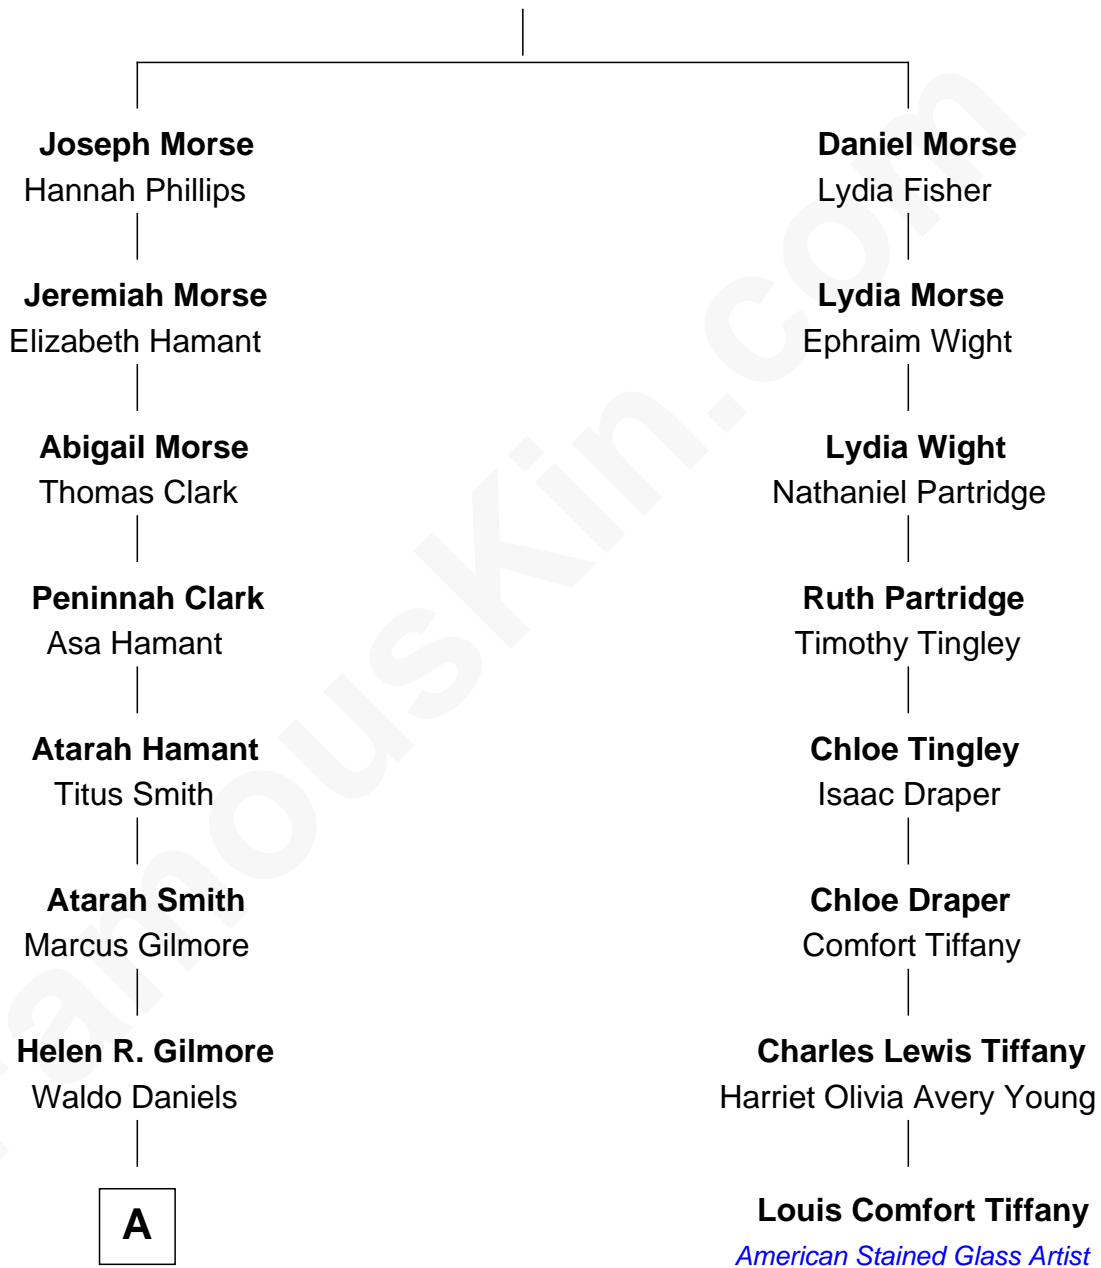 Joseph Morse
Hannah Phillips
Jeremiah Morse
Elizabeth Hamant
Abigail Morse
Thomas Clark
Peninnah Clark
Asa Hamant
Atarah Hamant
Titus Smith
Atarah Smith
Marcus Gilmore
Helen R. Gilmore
Waldo Daniels
A
Daniel Morse
Lydia Fisher
Lydia Morse
Ephraim Wight
Lydia Wight
Nathaniel Partridge
Ruth Partridge
Timothy Tingley
Chloe Tingley
Isaac Draper
Chloe Draper
Comfort Tiffany
Charles Lewis Tiffany
Harriet Olivia Avery Young
Louis Comfort Tiffany
American Stained Glass Artist
FamousKin.com